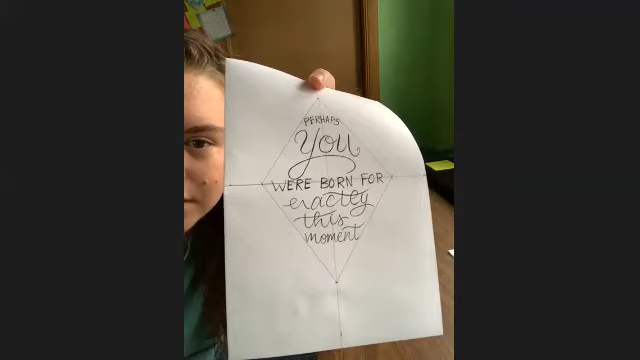 PERHAPS
You
WERE BORN FOR
exactly
this
moment